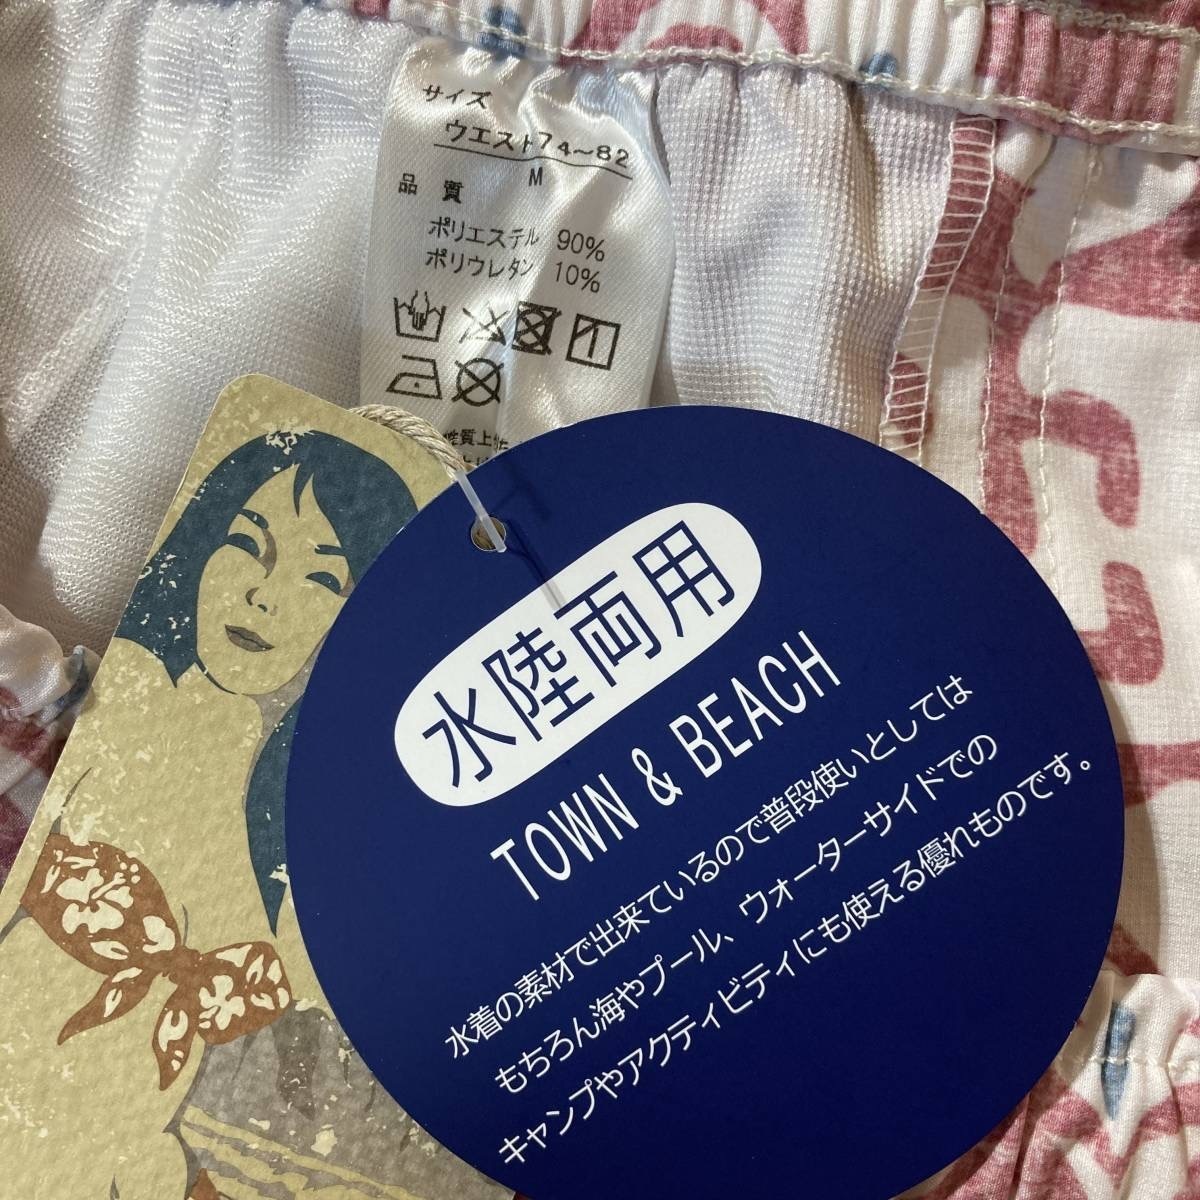 サイズ
ウエスト74～82
M
品 質
ポリエステル 90%
ポリウレタン 10%
水陸両用
TOWN & BEACH
水着の素材で出来ているので普段使いとしては
もちろん海やプール、ウォーターサイドでの
キャンプやアクティビティにも使える優れものです。